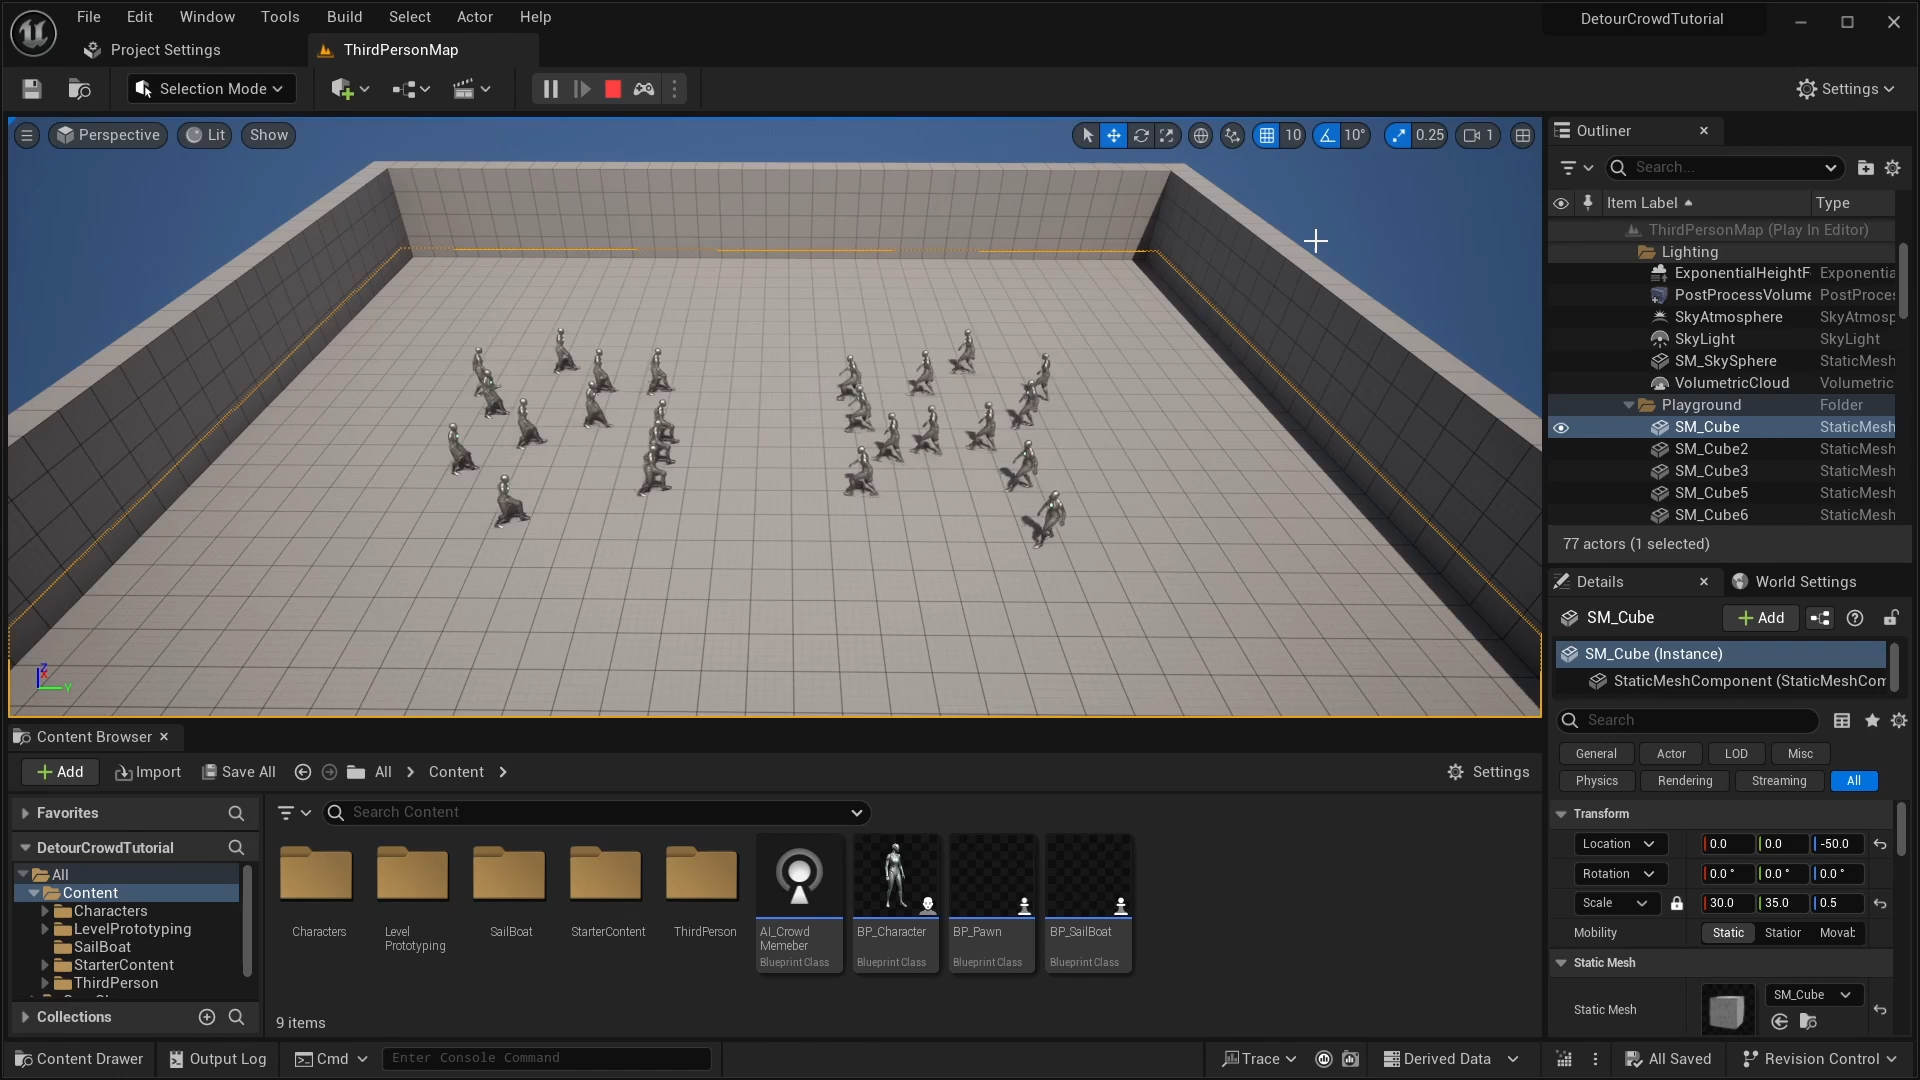 File Edit Window Tools Build Select Actor Help
DetourCrowdTutorial
Project Settings
ThirdPersonMap
Selection Mode
Settings
Perspective
Lit
Show
10
10°
0.25
1
Z
Y
Outliner
Search...
Item Label
Type
ThirdPersonMap (Play In Editor)
Lighting
ExponentialHeightF Exponentia
PostProcessVolume PostProces
SkyAtmosphere SkyAtmosp
SkyLight SkyLight
SM_SkySphere StaticMesh
VolumetricCloud Volumetric
Playground Folder
SM_Cube StaticMesh
SM_Cube2 StaticMesh
SM_Cube3 StaticMesh
SM_Cube5 StaticMesh
SM_Cube6 StaticMesh
77 actors (1 selected)
Details
World Settings
SM_Cube
Add
SM_Cube (Instance)
StaticMeshComponent (StaticMeshCom
Search
General Actor LOD Misc
Physics Rendering Streaming All
Transform
Location 0.0 0.0 -50.0
Rotation 0.0° 0.0° 0.0°
Scale 30.0 35.0 0.5
Mobility Static Station Movab
Static Mesh
Static Mesh
SM_Cube
Content Browser
Add Import Save All All Content
Settings
Favorites
Search Content
DetourCrowdTutorial
All
Content
Characters
LevelPrototyping
SailBoat
StarterContent
ThirdPerson
Collections
Characters
Level
Prototyping
SailBoat
StarterContent
ThirdPerson
AI_Crowd
Memeber
Blueprint Class
BP_Character
Blueprint Class
BP_Pawn
Blueprint Class
BP_SailBoat
Blueprint Class
9 items
Content Drawer
Output Log
Cmd
Enter Console Command
Trace
Derived Data
All Saved
Revision Control